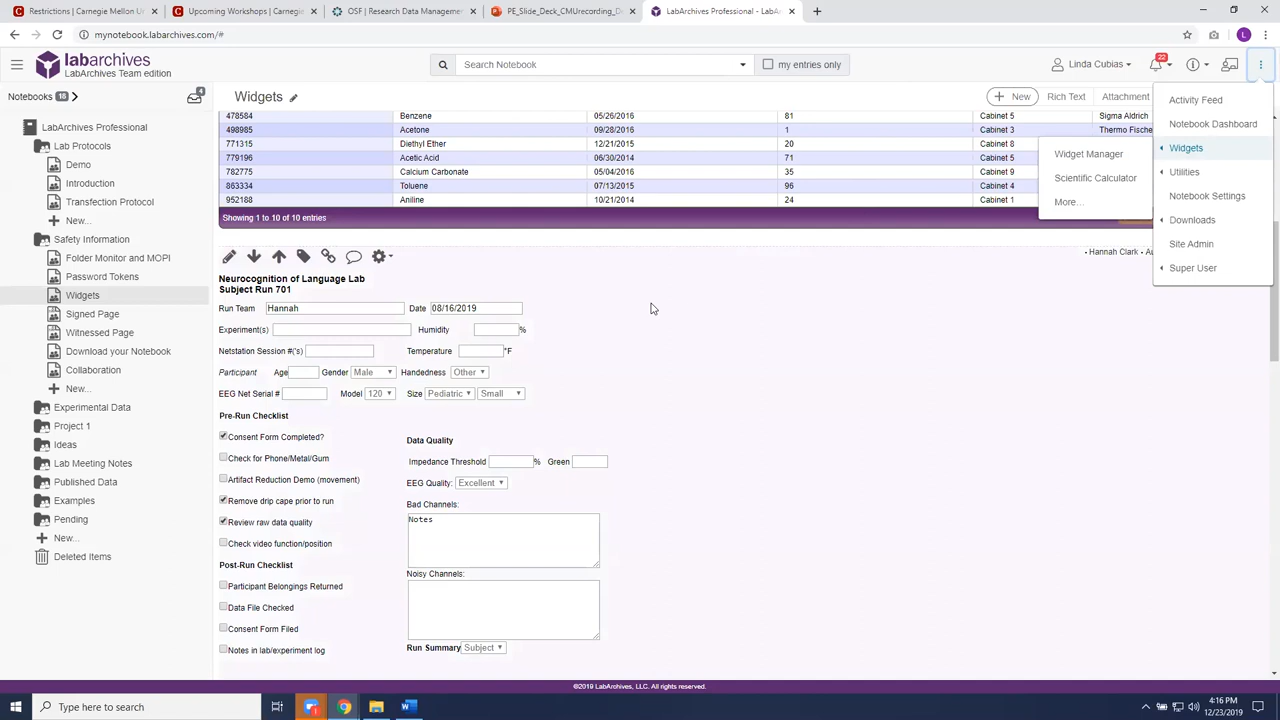 Restrictions | Carnegie Mellon Un
Upcoming Workshops | Carnegie
OSF | Research Data Managemen
PE_Slide_Deck_CMUrecording_De
LabArchives Professional - LabA
mynotebook.labarchives.com/#
labarchives
LabArchives Team edition
Search Notebook
my entries only
Linda Cubias
22
Notebooks 15
4
Widgets
New
Rich Text
Attachment
LabArchives Professional
Lab Protocols
Demo
Introduction
Transfection Protocol
New...
Safety Information
Folder Monitor and MOPI
Password Tokens
Widgets
Signed Page
Witnessed Page
Download your Notebook
Collaboration
New...
Experimental Data
Project 1
Ideas
Lab Meeting Notes
Published Data
Examples
Pending
New...
Deleted Items
478584 Benzene 05/26/2016 81 Cabinet 5 Sigma Aldrich
498985 Acetone 09/28/2016 1 Cabinet 3 Thermo Fische
771315 Diethyl Ether 12/21/2015 20 Cabinet 8
779196 Acetic Acid 06/30/2014 71 Cabinet 5
782775 Calcium Carbonate 05/04/2016 35 Cabinet 9
863334 Toluene 07/13/2015 96 Cabinet 4
952188 Aniline 10/21/2014 24 Cabinet 1
Showing 1 to 10 of 10 entries
Activity Feed
Notebook Dashboard
Widgets
Utilities
Notebook Settings
Downloads
Site Admin
Super User
Widget Manager
Scientific Calculator
More...
- Hannah Clark - Au
Neurocognition of Language Lab
Subject Run 701
Run Team Hannah Date 08/16/2019
Experiment(s) Humidity %
Netstation Session #('s) Temperature °F
Participant Age Gender Male Handedness Other
EEG Net Serial # Model 120 Size Pediatric Small
Pre-Run Checklist
Consent Form Completed?
Check for Phone/Metal/Gum
Artifact Reduction Demo (movement)
Remove drip cape prior to run
Review raw data quality
Check video function/position
Post-Run Checklist
Participant Belongings Returned
Data File Checked
Consent Form Filed
Notes in lab/experiment log
Data Quality
Impedance Threshold % Green
EEG Quality: Excellent
Bad Channels:
Notes
Noisy Channels:
Run Summary Subject
©2019 LabArchives, LLC. All rights reserved.
Type here to search
4:16 PM
12/23/2019